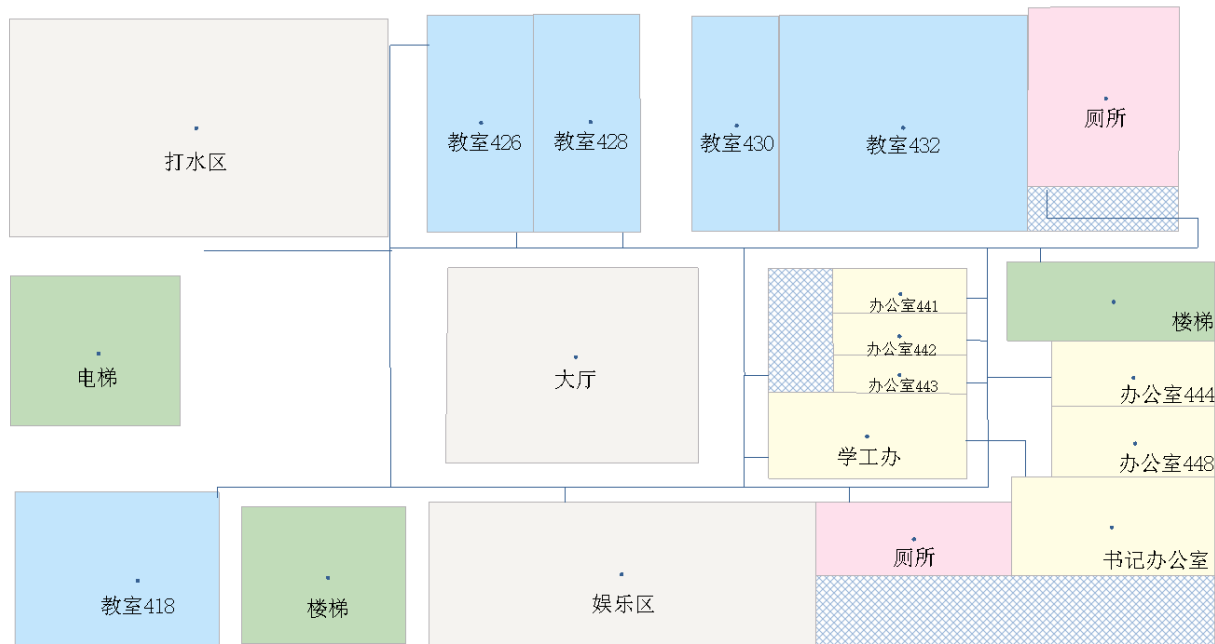 打水区
教室426
教室428
教室430
教室432
厕所
电梯
大厅
办公室441
办公室442
办公室443
学工办
楼梯
办公室444
办公室448
书记办公室
教室418
楼梯
娱乐区
厕所